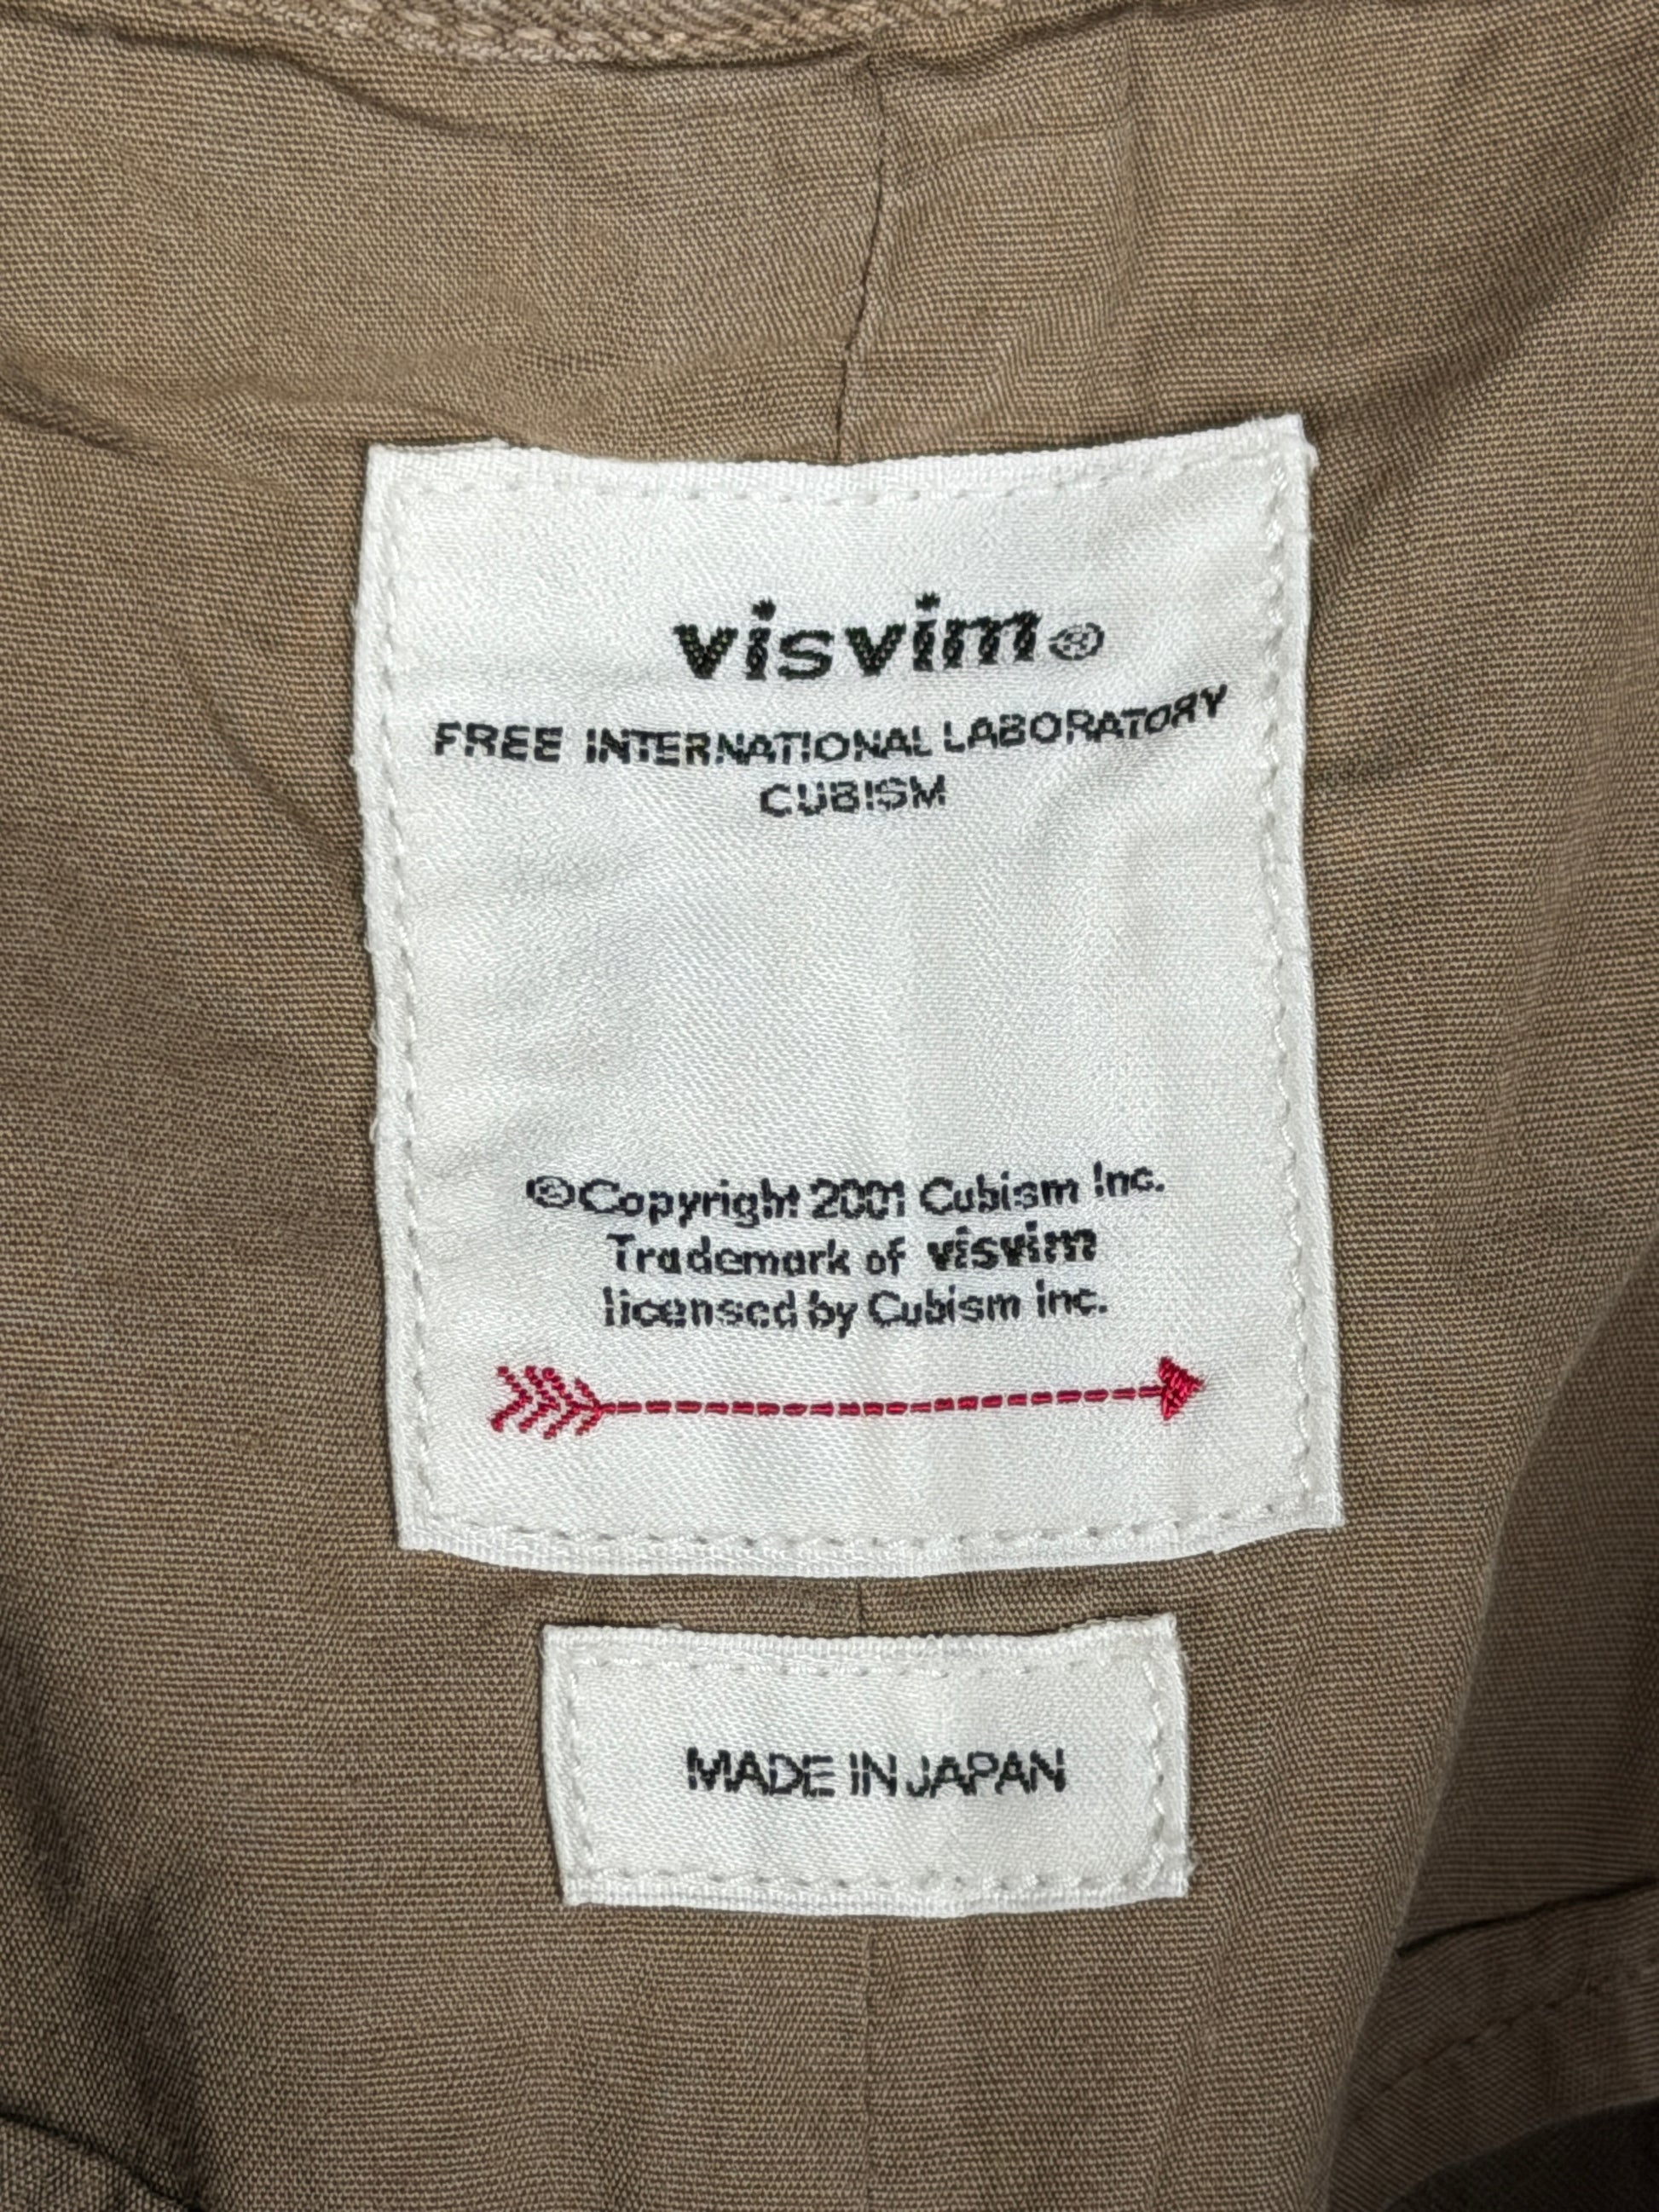 visvim®
FREE INTERNATIONAL LABORATORY
CUBISM
®Copyright 2001 Cubism Inc.
Trademark of visvim
licensed by Cubism inc.
MADE IN JAPAN